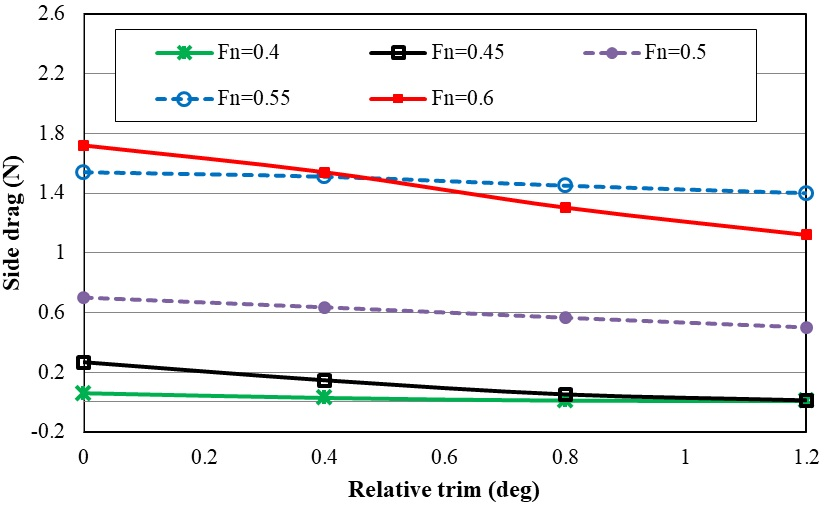 2.6
2.2
1.8
1.4
1
0.6
0.2
-0.2
Side drag (N)
Fn=0.4 Fn=0.45 Fn=0.5
Fn=0.55 Fn=0.6
0 0.2 0.4 0.6 0.8 1 1.2
Relative trim (deg)